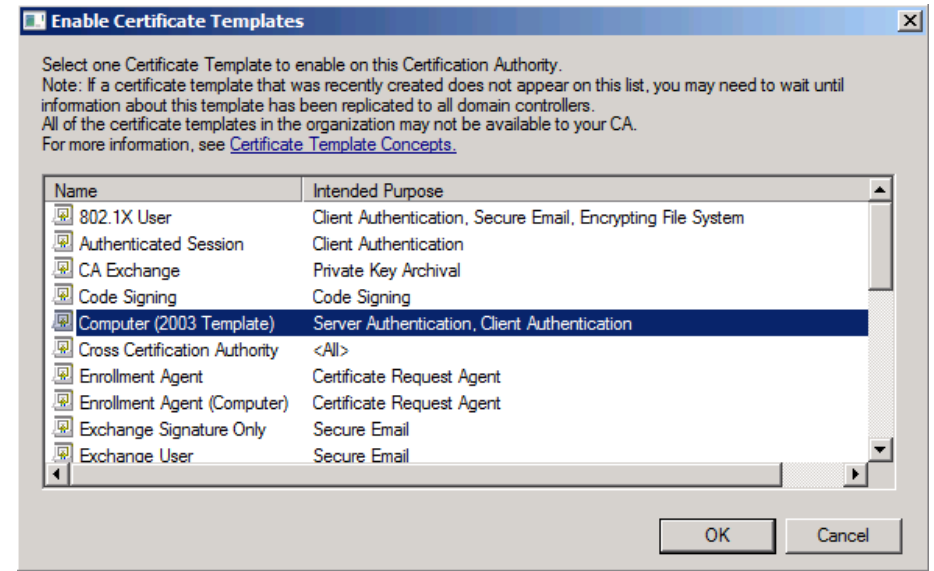 Enable Certificate Templates
Select one Certificate Template to enable on this Certification Authority.
Note: If a certificate template that was recently created does not appear on this list, you may need to wait until
information about this template has been replicated to all domain controllers.
All of the certificate templates in the organization may not be available to your CA.
For more information, see Certificate Template Concepts.
Name Intended Purpose
802.1X User Client Authentication, Secure Email, Encrypting File System
Authenticated Session Client Authentication
CA Exchange Private Key Archival
Code Signing Code Signing
Computer (2003 Template) Server Authentication, Client Authentication
Cross Certification Authority <All>
Enrollment Agent Certificate Request Agent
Enrollment Agent (Computer) Certificate Request Agent
Exchange Signature Only Secure Email
Exchange User Secure Email
OK Cancel